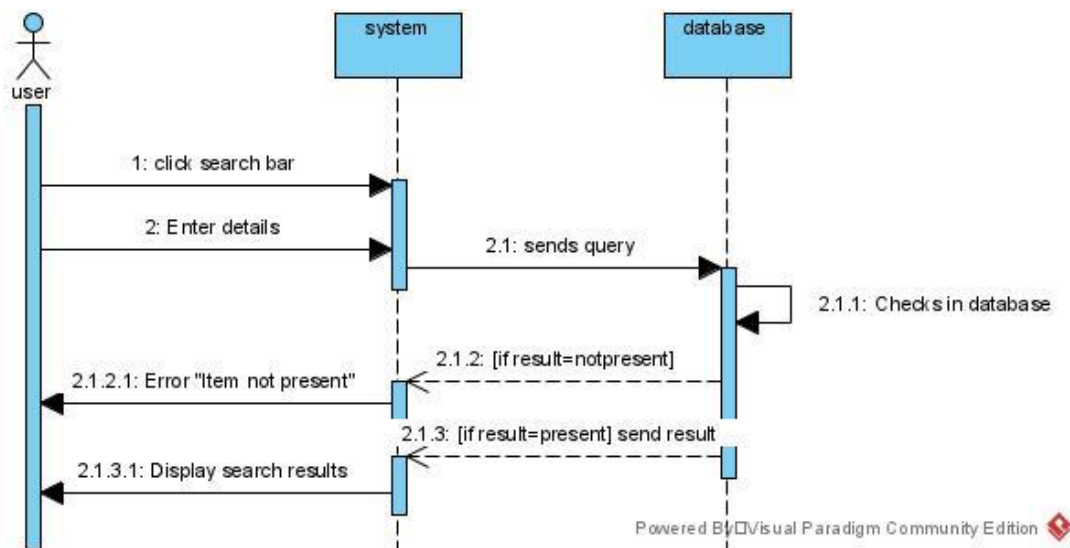 system
database
user
1: click search bar
2: Enter details
2.1: sends query
2.1.1: Checks in database
2.1.2: [if result=notpresent]
2.1.2.1: Error "Item not present"
2.1.3: [if result=present] send result
2.1.3.1: Display search results
Powered By□Visual Paradigm Community Edition